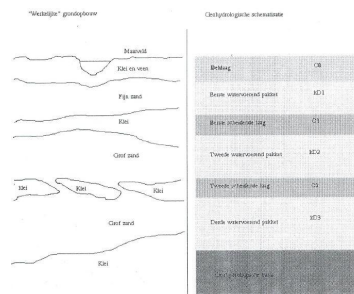 "Werkelijke" grondopbouw
Geohydrologische schematisatie
Maaiveld
Klei en veen
Fijn zand
Klei
Grof zand
Klei
Klei
Klei
Grof zand
Klei
Deklaag C0
Eerste watervoerend pakket kD1
Eerste scheidende laag C1
Tweede watervoerend pakket kD2
Tweede scheidende laag C2
Derde watervoerend pakket kD3
Geohydrologische basis